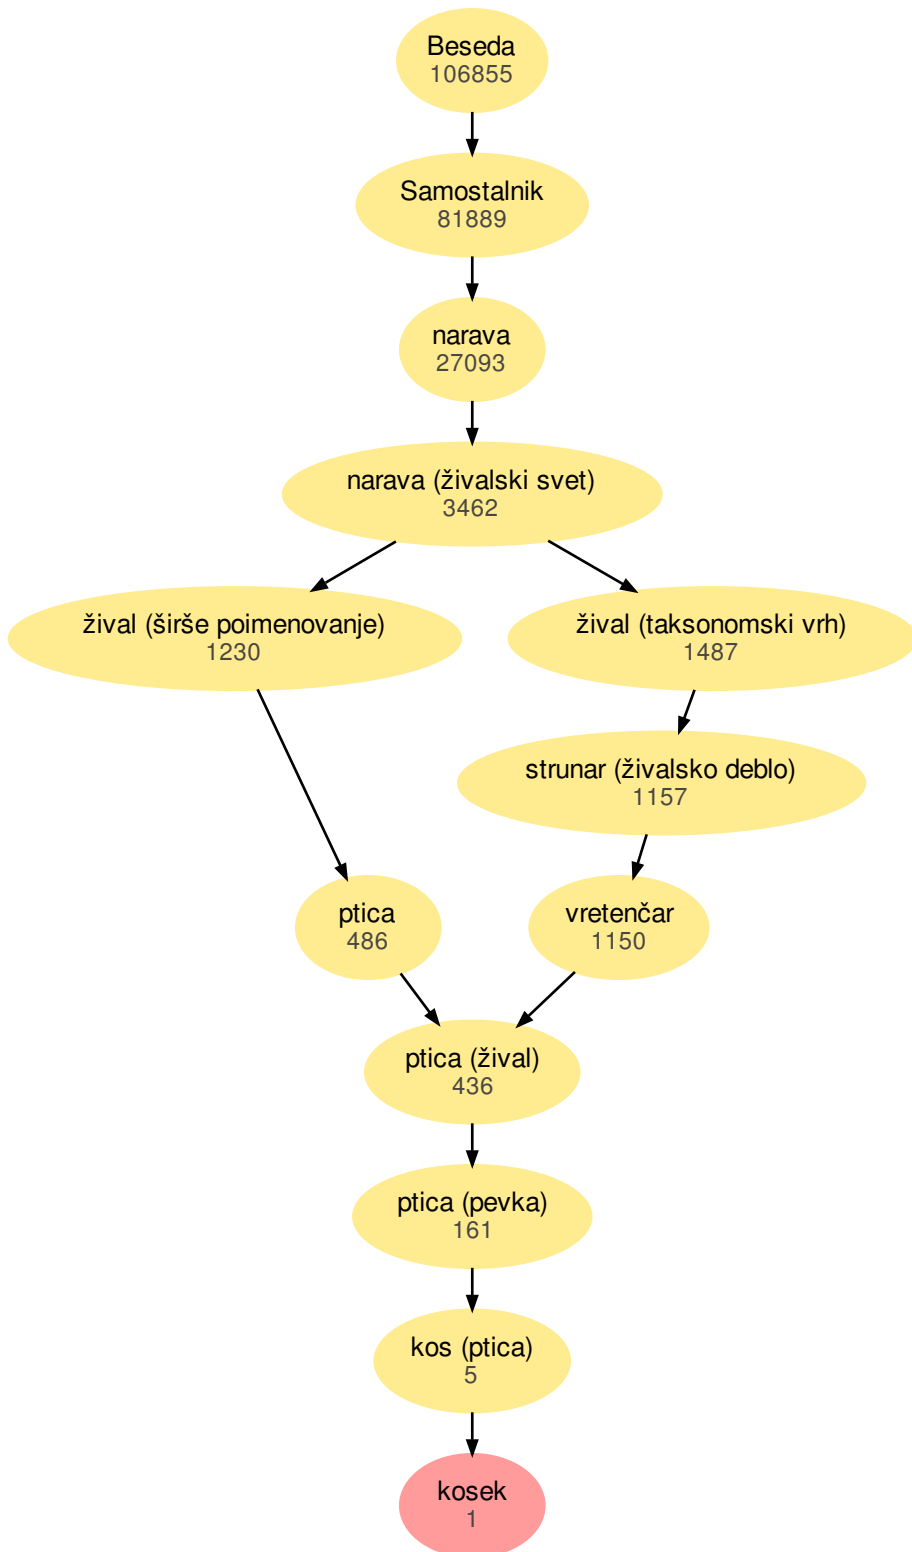 Beseda
106855
Samostalnik
81889
narava
27093
narava (živalski svet)
3462
žival (širše poimenovanje)
1230
žival (taksonomski vrh)
1487
strunar (živalsko deblo)
1157
ptica
486
vretenčar
1150
ptica (žival)
436
ptica (pevka)
161
kos (ptica)
5
kosek
1